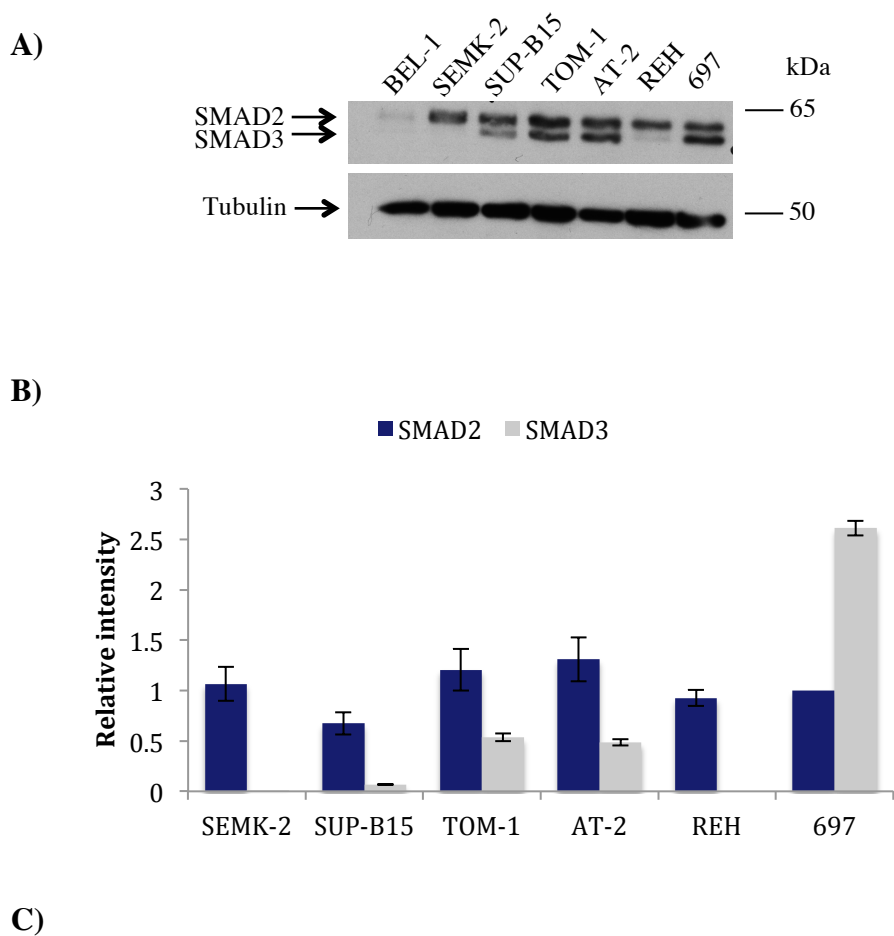 A)
BEL-1 SEMK-2 SUP-B15 TOM-1 AT-2 REH 697 kDa
SMAD2 65
SMAD3
Tubulin 50
B)
SMAD2 SMAD3
Relative intensity
3
2.5
2
1.5
1
0.5
0
SEMK-2 SUP-B15 TOM-1 AT-2 REH 697
C)